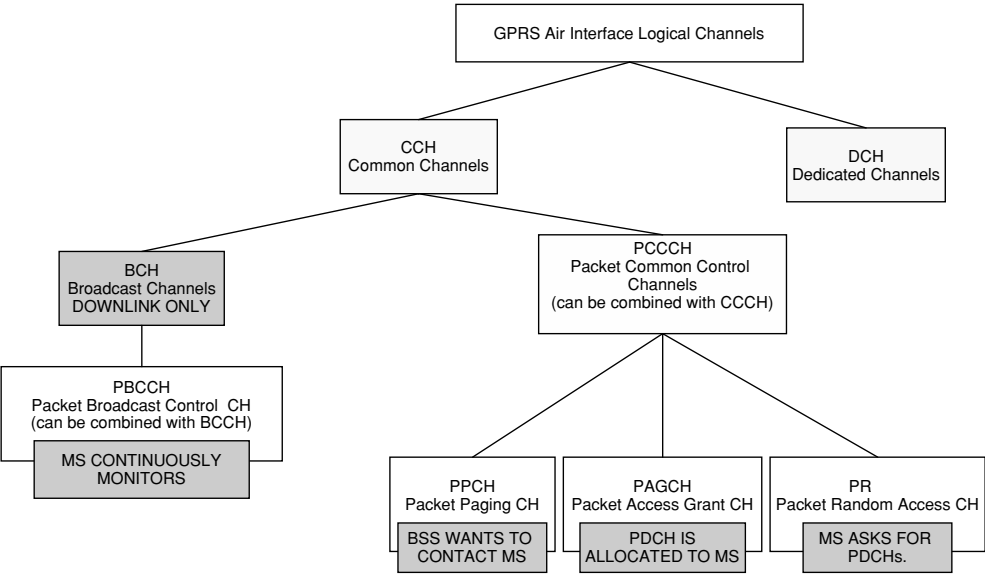 GPRS Air Interface Logical Channels
CCH
Common Channels
DCH
Dedicated Channels
BCH
Broadcast Channels
DOWNLINK ONLY
PCCCH
Packet Common Control
Channels
(can be combined with CCCH)
PBCCH
Packet Broadcast Control CH
(can be combined with BCCH)
MS CONTINUOUSLY
MONITORS
PPCH
Packet Paging CH
BSS WANTS TO
CONTACT MS
PAGCH
Packet Access Grant CH
PDCH IS
ALLOCATED TO MS
PR
Packet Random Access CH
MS ASKS FOR
PDCHs.